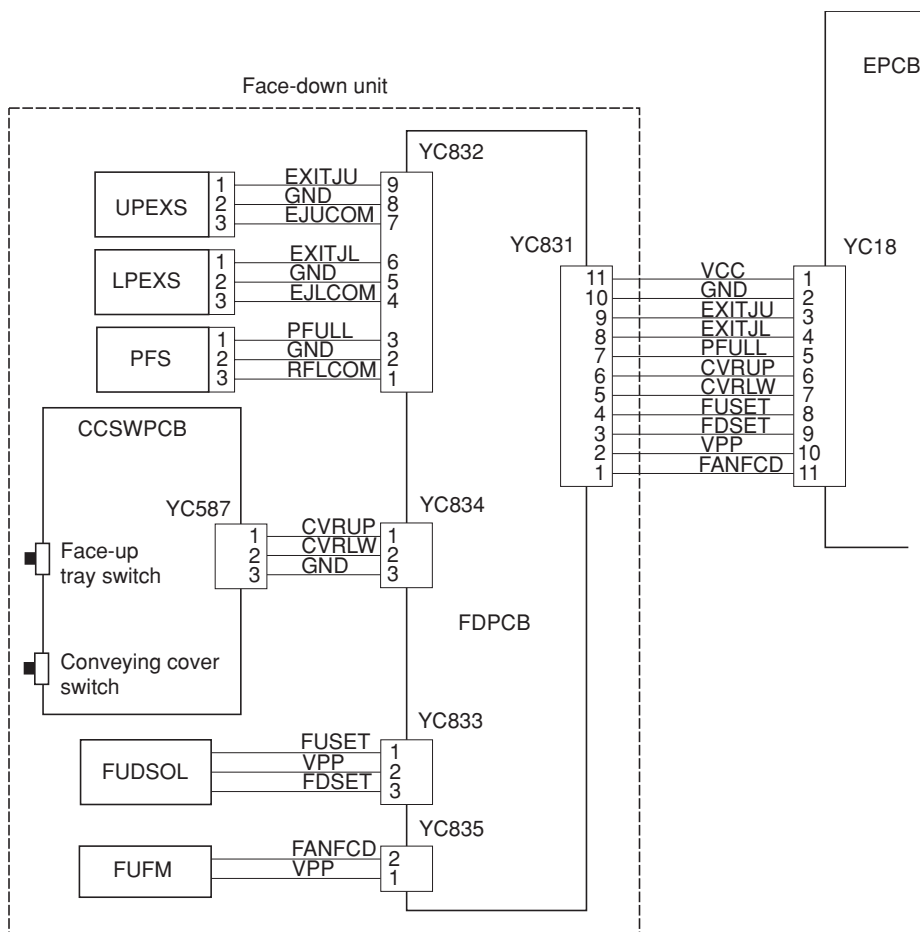 EPCB
Face-down unit
YC832
UPEXS
1 EXITJU 9
2 GND 8
3 EJUCOM 7
LPEXS
1 EXITJL 6
2 GND 5
3 EJLCOM 4
PFS
1 PFULL 3
2 GND 2
3 RFLCOM 1
YC831
YC18
11 VCC 1
10 GND 2
9 EXITJU 3
8 EXITJL 4
7 PFULL 5
6 CVRUP 6
5 CVRLW 7
4 FUSET 8
3 FDSET 9
2 VPP 10
1 FANFCD 11
CCSWPCB
YC587
YC834
1 CVRUP 1
2 CVRLW 2
3 GND 3
Face-up
tray switch
FDPCB
Conveying cover
switch
YC833
FUDSOL
FUSET 1
VPP 2
FDSET 3
YC835
FUFM
FANFCD 2
VPP 1